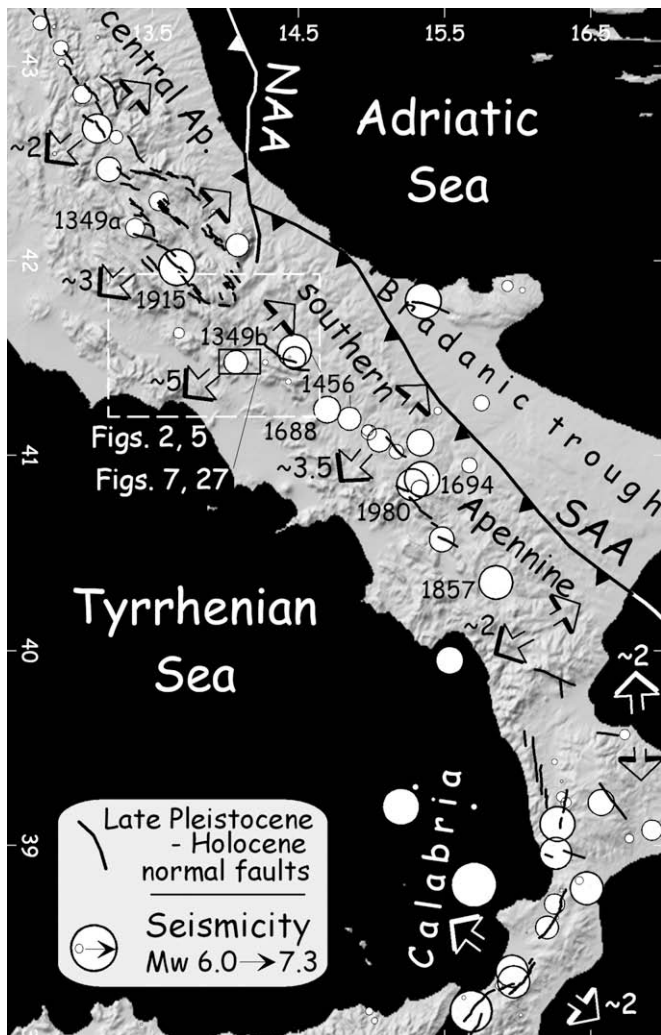 13.5
14.5
15.5
16.5
43
42
41
40
39
central Ap.
NAA
Adriatic
Sea
~2
1349a
~3
1915
southern
Bradanic trough
1349b
1456
~5
1688
Figs. 2, 5
Figs. 7, 27
~3.5
1694
1980
Apennine
SAA
1857
Tyrrhenian
Sea
~2
~2
Calabria
Late Pleistocene
- Holocene
normal faults
Seismicity
Mw 6.0→7.3
~2